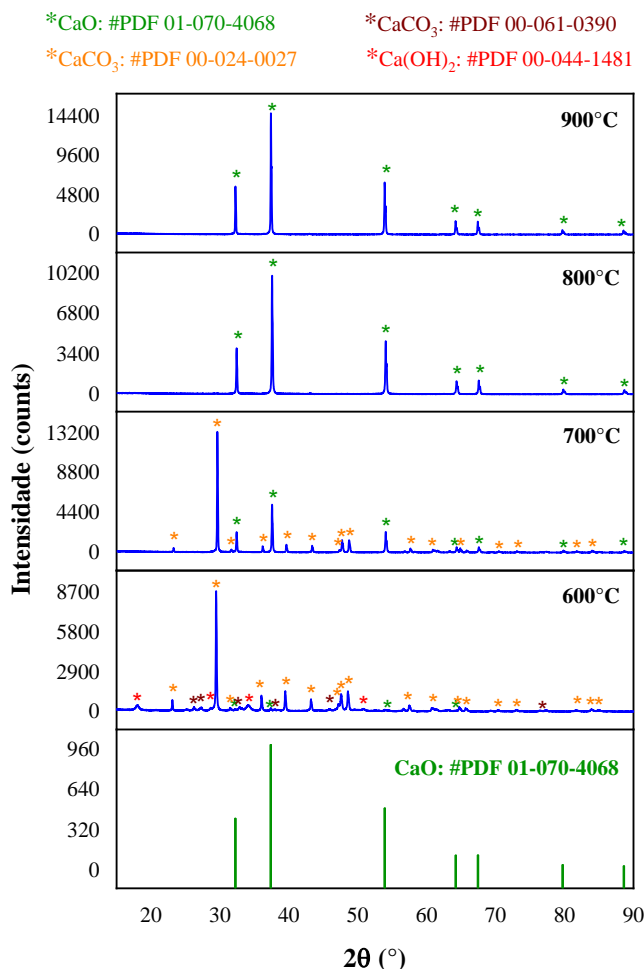 *CaO: #PDF 01-070-4068 *CaCO₃: #PDF 00-061-0390
*CaCO₃: #PDF 00-024-0027 *Ca(OH)₂: #PDF 00-044-1481
14400
9600
4800
0
900°C
10200
6800
3400
0
800°C
13200
8800
4400
0
700°C
8700
5800
2900
0
600°C
960
640
320
0
CaO: #PDF 01-070-4068
Intensidade (counts)
20 30 40 50 60 70 80 90
2θ (°)